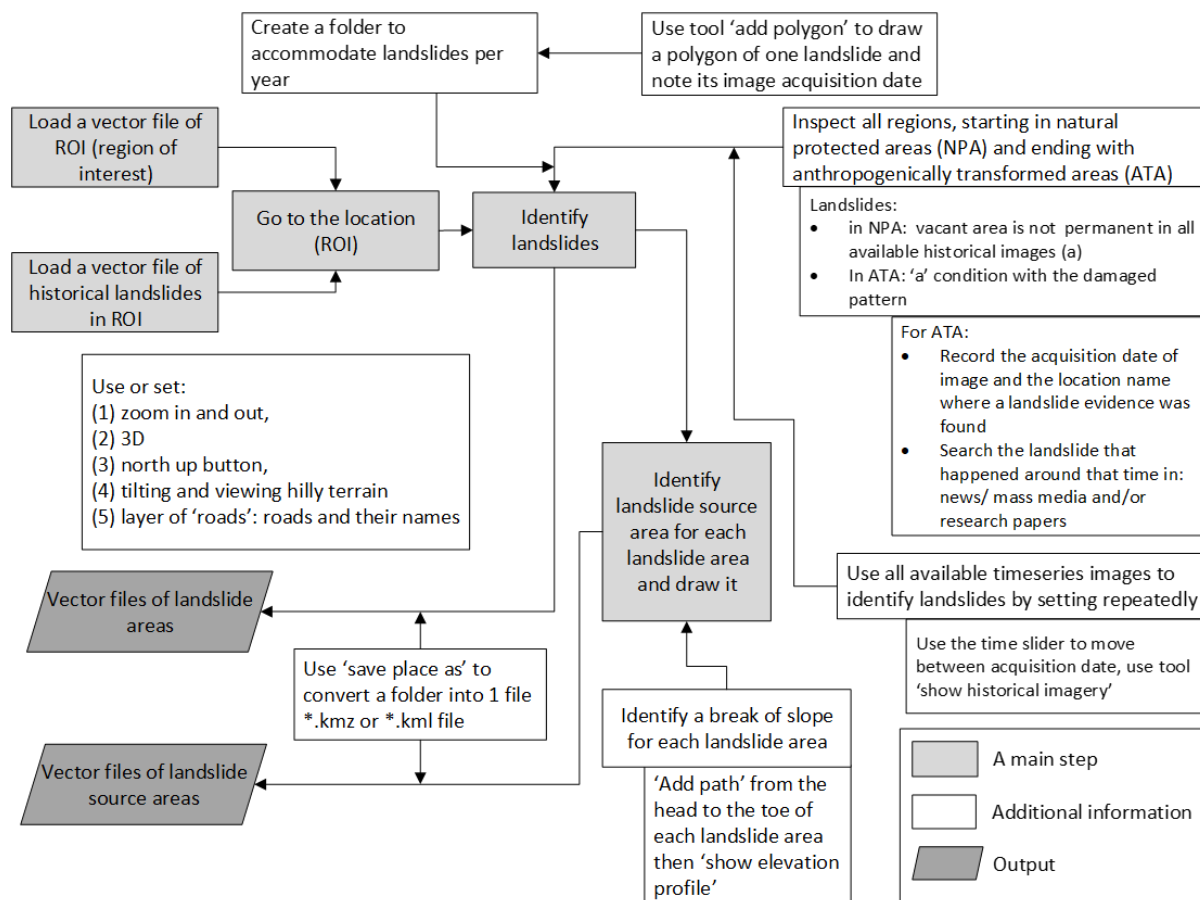 Create a folder to
accommodate landslides per
year
Use tool ‘add polygon’ to draw
a polygon of one landslide and
note its image acquisition date
Load a vector file of
ROI (region of
interest)
Inspect all regions, starting in natural
protected areas (NPA) and ending with
anthropogenically transformed areas (ATA)
Go to the location
(ROI)
Identify
landslides
Landslides:
• in NPA: vacant area is not permanent in all
available historical images (a)
• In ATA: ‘a’ condition with the damaged
pattern
Load a vector file of
historical landslides
in ROI
For ATA:
• Record the acquisition date of
image and the location name
where a landslide evidence was
found
• Search the landslide that
happened around that time in:
news/ mass media and/or
research papers
Use or set:
(1) zoom in and out,
(2) 3D
(3) north up button,
(4) tilting and viewing hilly terrain
(5) layer of ‘roads’: roads and their names
Identify
landslide source
area for each
landslide area
and draw it
Use all available timeseries images to
identify landslides by setting repeatedly
Use the time slider to move
between acquisition date, use tool
‘show historical imagery’
Vector files of landslide
areas
Use ‘save place as’ to
convert a folder into 1 file
*.kmz or *.kml file
Vector files of landslide
source areas
Identify a break of slope
for each landslide area
‘Add path’ from the
head to the toe of
each landslide area
then ‘show elevation
profile’
A main step
Additional information
Output